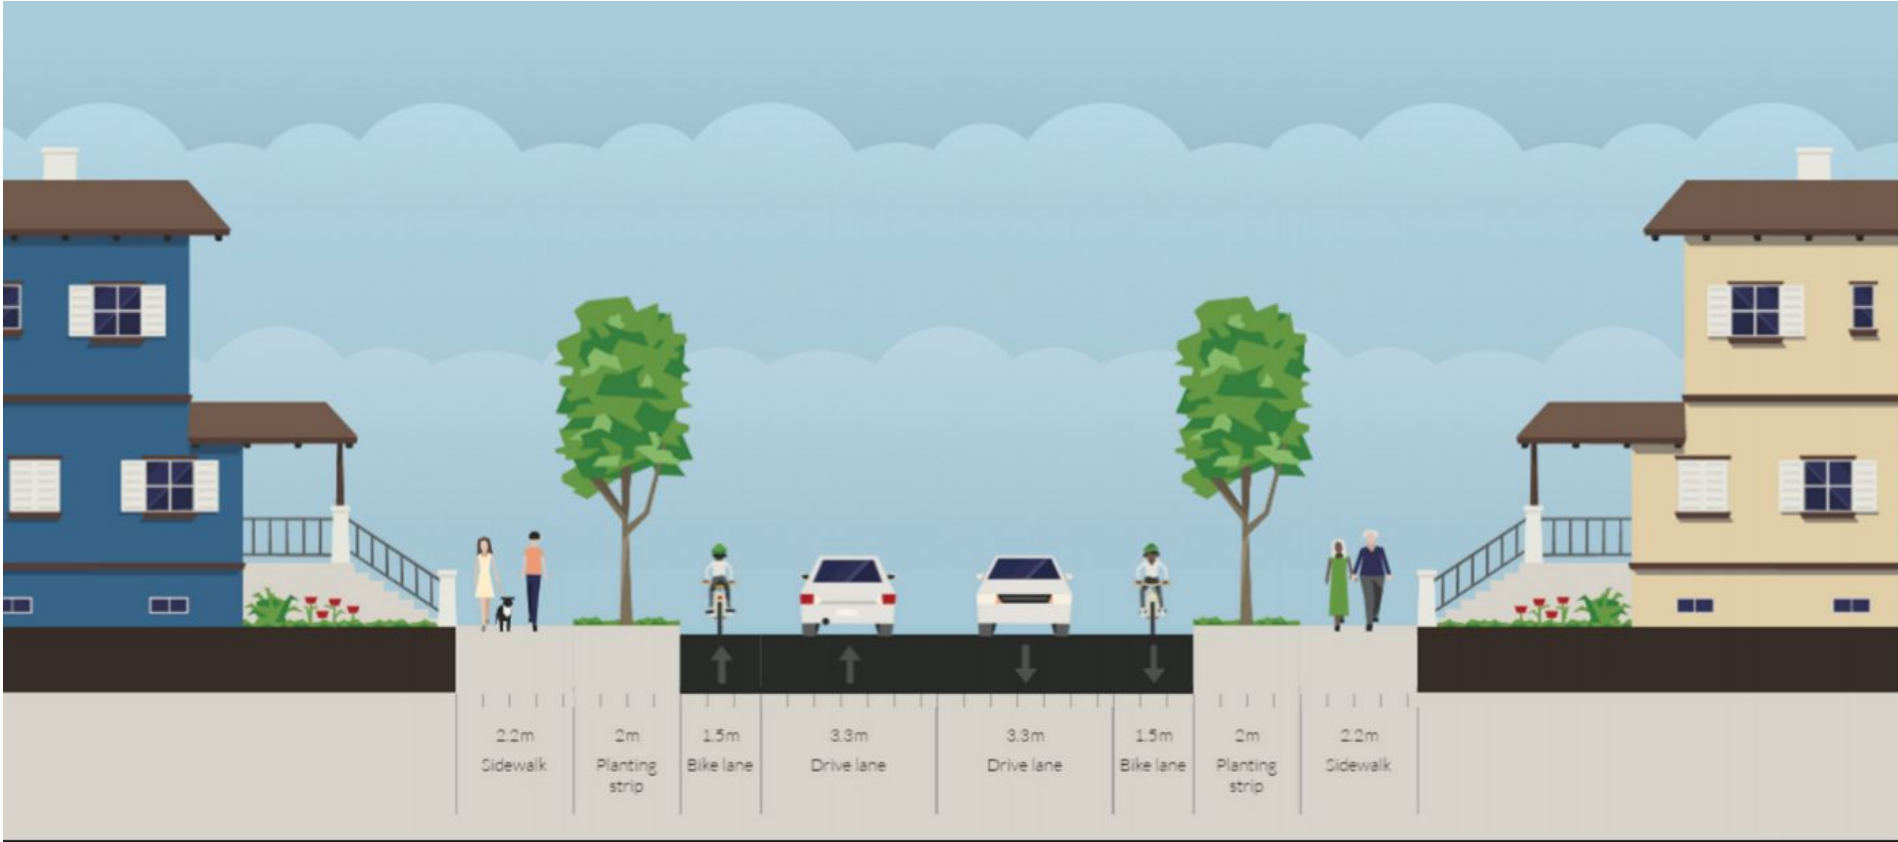 2.2m
Sidewalk
2m
Planting
strip
1.5m
Bike lane
3.3m
Drive lane
3.3m
Drive lane
1.5m
Bike lane
2m
Planting
strip
2.2m
Sidewalk